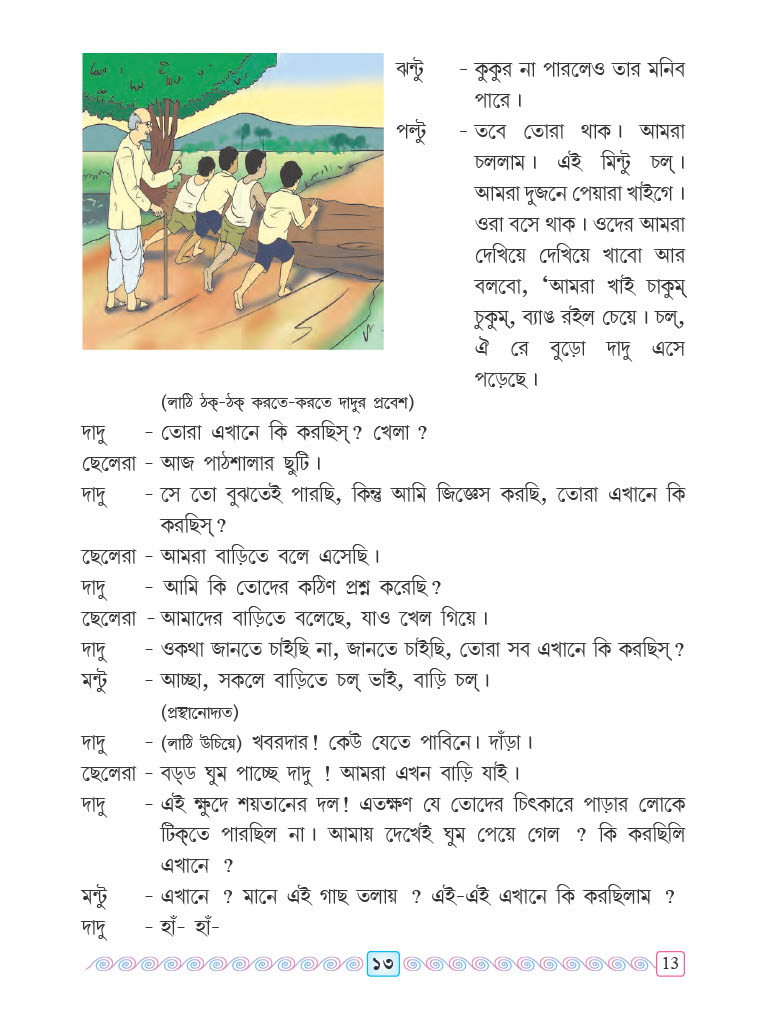 ঝন্টু - কুকুর না পারলেও তার মনিব
পারে ।
পল্টু - তবে তোরা থাক। আমরা
চললাম। এই মিন্টু চল্।
আমরা দুজনে পেয়ারা খাইগে ।
ওরা বসে থাক। ওদের আমরা
দেখিয়ে দেখিয়ে খাবো আর
বলবো, ‘আমরা খাই চাকুম্
চুকুম্, ব্যাঙ রইল চেয়ে। চল্,
ঐ রে বুড়ো দাদু এসে
পড়েছে ।
(লাঠি ঠক্-ঠক্ করতে-করতে দাদুর প্রবেশ)
দাদু - তোরা এখানে কি করছিস্ ? খেলা ?
ছেলেরা - আজ পাঠশালার ছুটি ।
দাদু - সে তো বুঝতেই পারছি, কিন্তু আমি জিজ্ঞেস করছি, তোরা এখানে কি
করছিস্ ?
ছেলেরা - আমরা বাড়িতে বলে এসেছি ।
দাদু - আমি কি তোদের কঠিণ প্রশ্ন করেছি ?
ছেলেরা - আমাদের বাড়িতে বলেছে, যাও খেল গিয়ে ।
দাদু - ওকথা জানতে চাইছি না, জানতে চাইছি, তোরা সব এখানে কি করছিস্ ?
মন্টু - আচ্ছা, সকলে বাড়িতে চল্ ভাই, বাড়ি চল্ ।
(প্রস্থানোদ্যত)
দাদু - (লাঠি উচিয়ে) খবরদার! কেউ যেতে পাবিনে। দাঁড়া ।
ছেলেরা - বড্ড ঘুম পাচ্ছে দাদু ! আমরা এখন বাড়ি যাই ।
দাদু - এই ক্ষুদে শয়তানের দল! এতক্ষণ যে তোদের চিৎকারে পাড়ার লোকে
টিক্‌তে পারছিল না। আমায় দেখেই ঘুম পেয়ে গেল ? কি করছিলি
এখানে ?
মন্টু - এখানে ? মানে এই গাছ তলায় ? এই-এই এখানে কি করছিলাম ?
দাদু - হাঁ- হাঁ-
১৩ 13